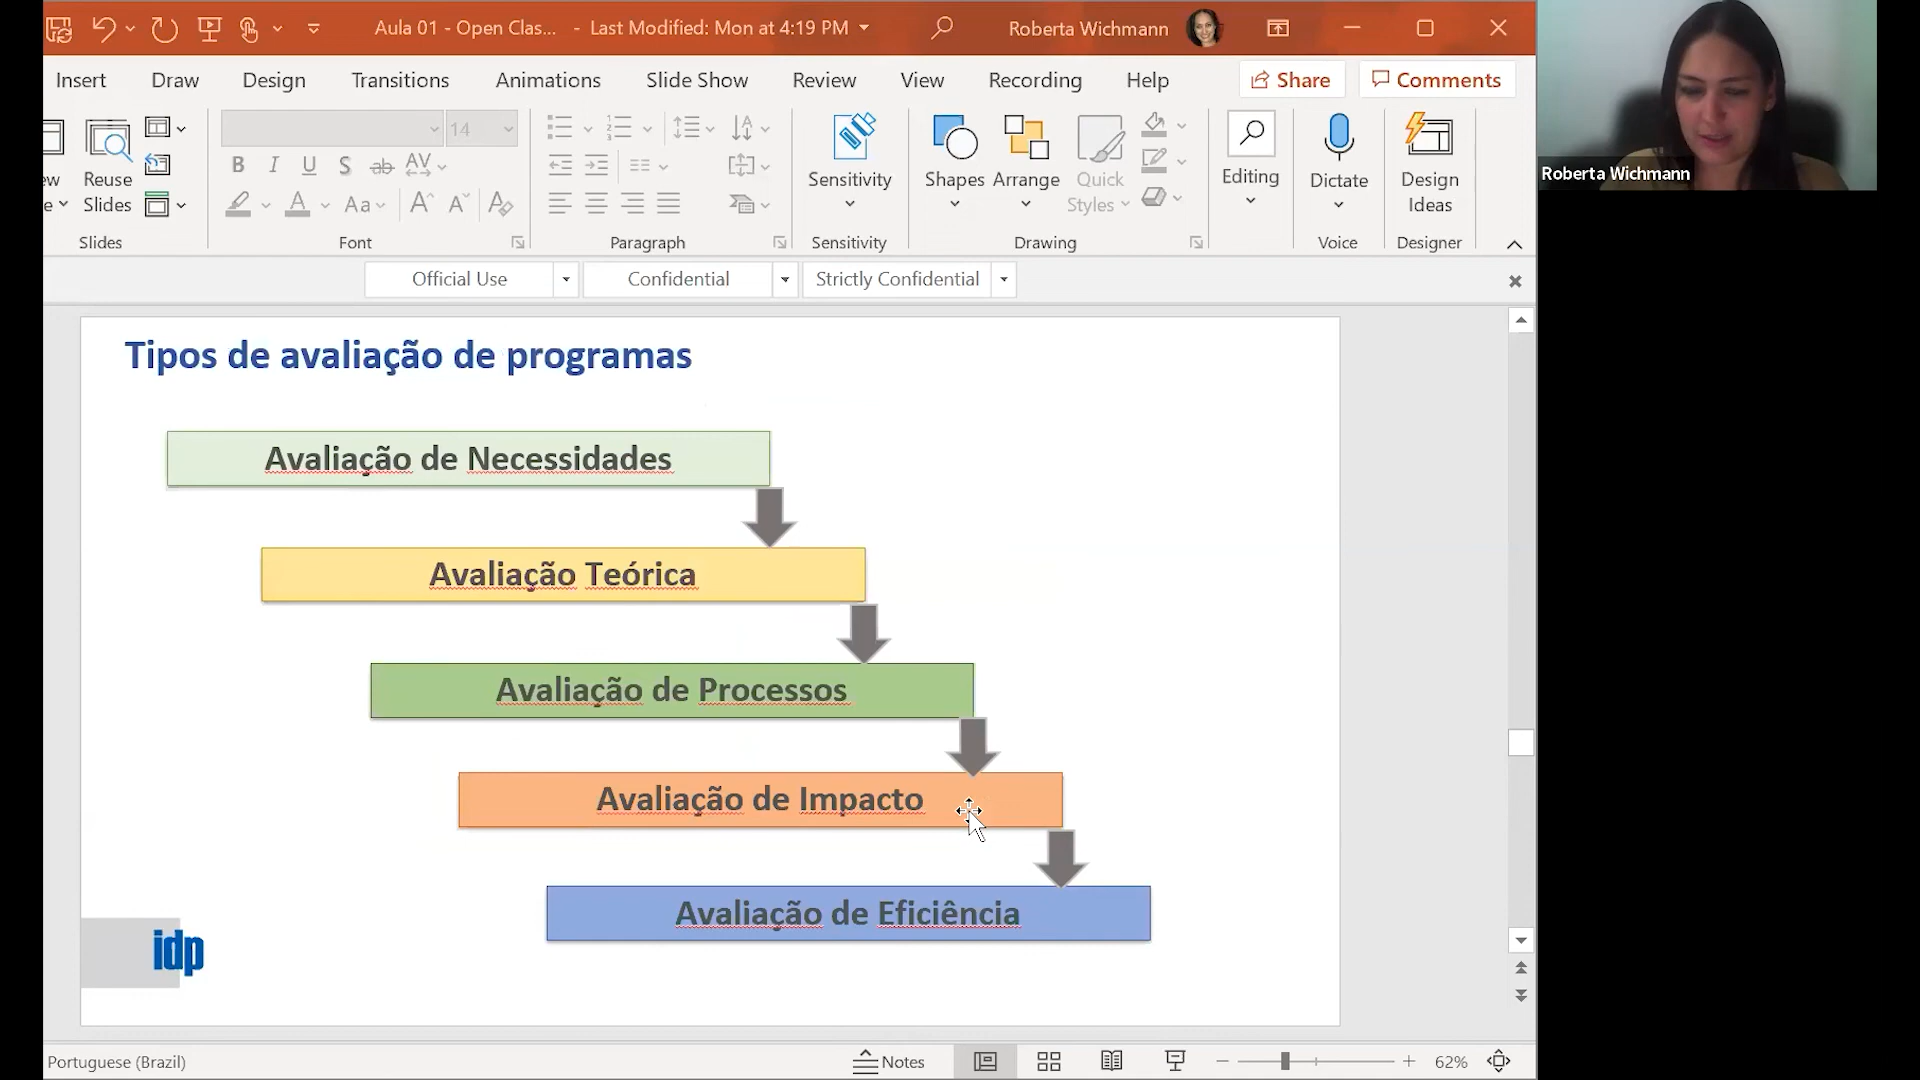 Aula 01 - Open Clas... - Last Modified: Mon at 4:19 PM
Roberta Wichmann
Insert Draw Design Transitions Animations Slide Show Review View Recording Help Share Comments
14
Reuse
Slides
Sensitivity
Shapes
Arrange
Quick
Styles
Editing
Dictate
Design
Ideas
Slides Font Paragraph Sensitivity Drawing Voice Designer
Official Use Confidential Strictly Confidential
Tipos de avaliação de programas
Avaliação de Necessidades
Avaliação Teórica
Avaliação de Processos
Avaliação de Impacto
Avaliação de Eficiência
idp
Portuguese (Brazil) Notes 62%
Roberta Wichmann